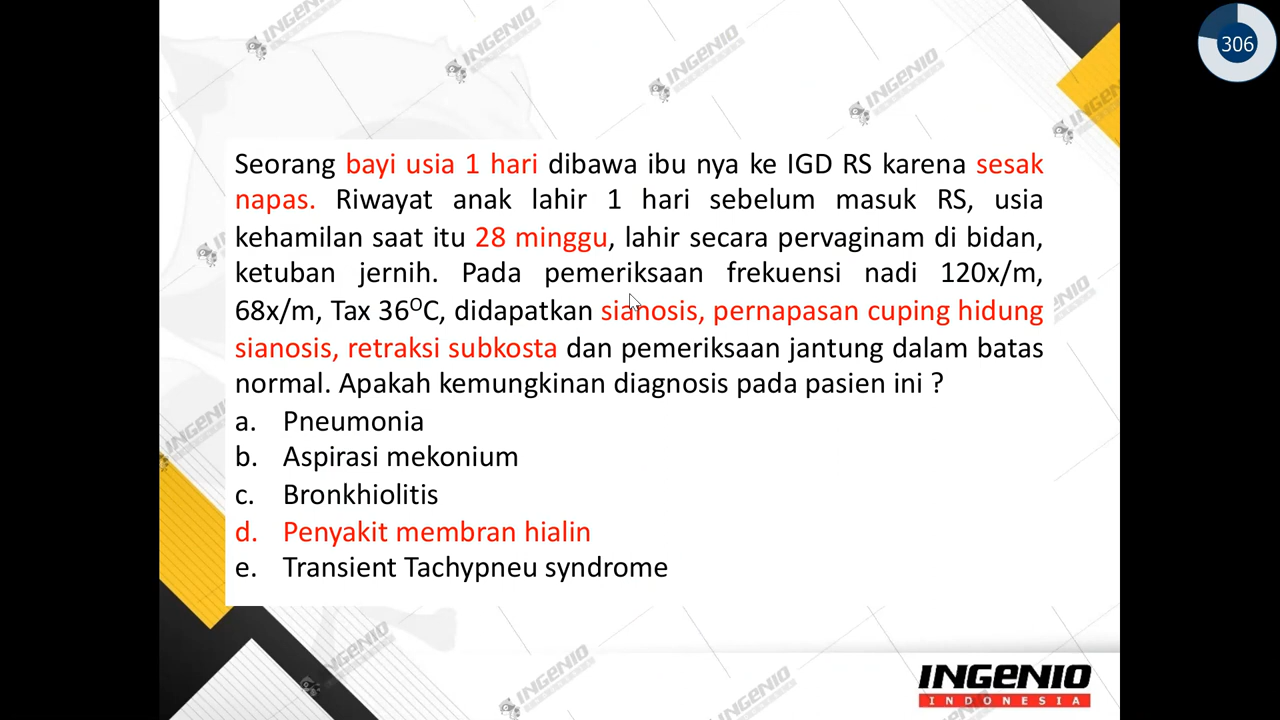 306
Seorang bayi usia 1 hari dibawa ibu nya ke IGD RS karena sesak
napas. Riwayat anak lahir 1 hari sebelum masuk RS, usia
kehamilan saat itu 28 minggu, lahir secara pervaginam di bidan,
ketuban jernih. Pada pemeriksaan frekuensi nadi 120x/m,
68x/m, Tax 36⁰C, didapatkan sianosis, pernapasan cuping hidung
sianosis, retraksi subkosta dan pemeriksaan jantung dalam batas
normal. Apakah kemungkinan diagnosis pada pasien ini ?
a. Pneumonia
b. Aspirasi mekonium
c. Bronkhiolitis
d. Penyakit membran hialin
e. Transient Tachypneu syndrome
INGENIO
INDONESIA